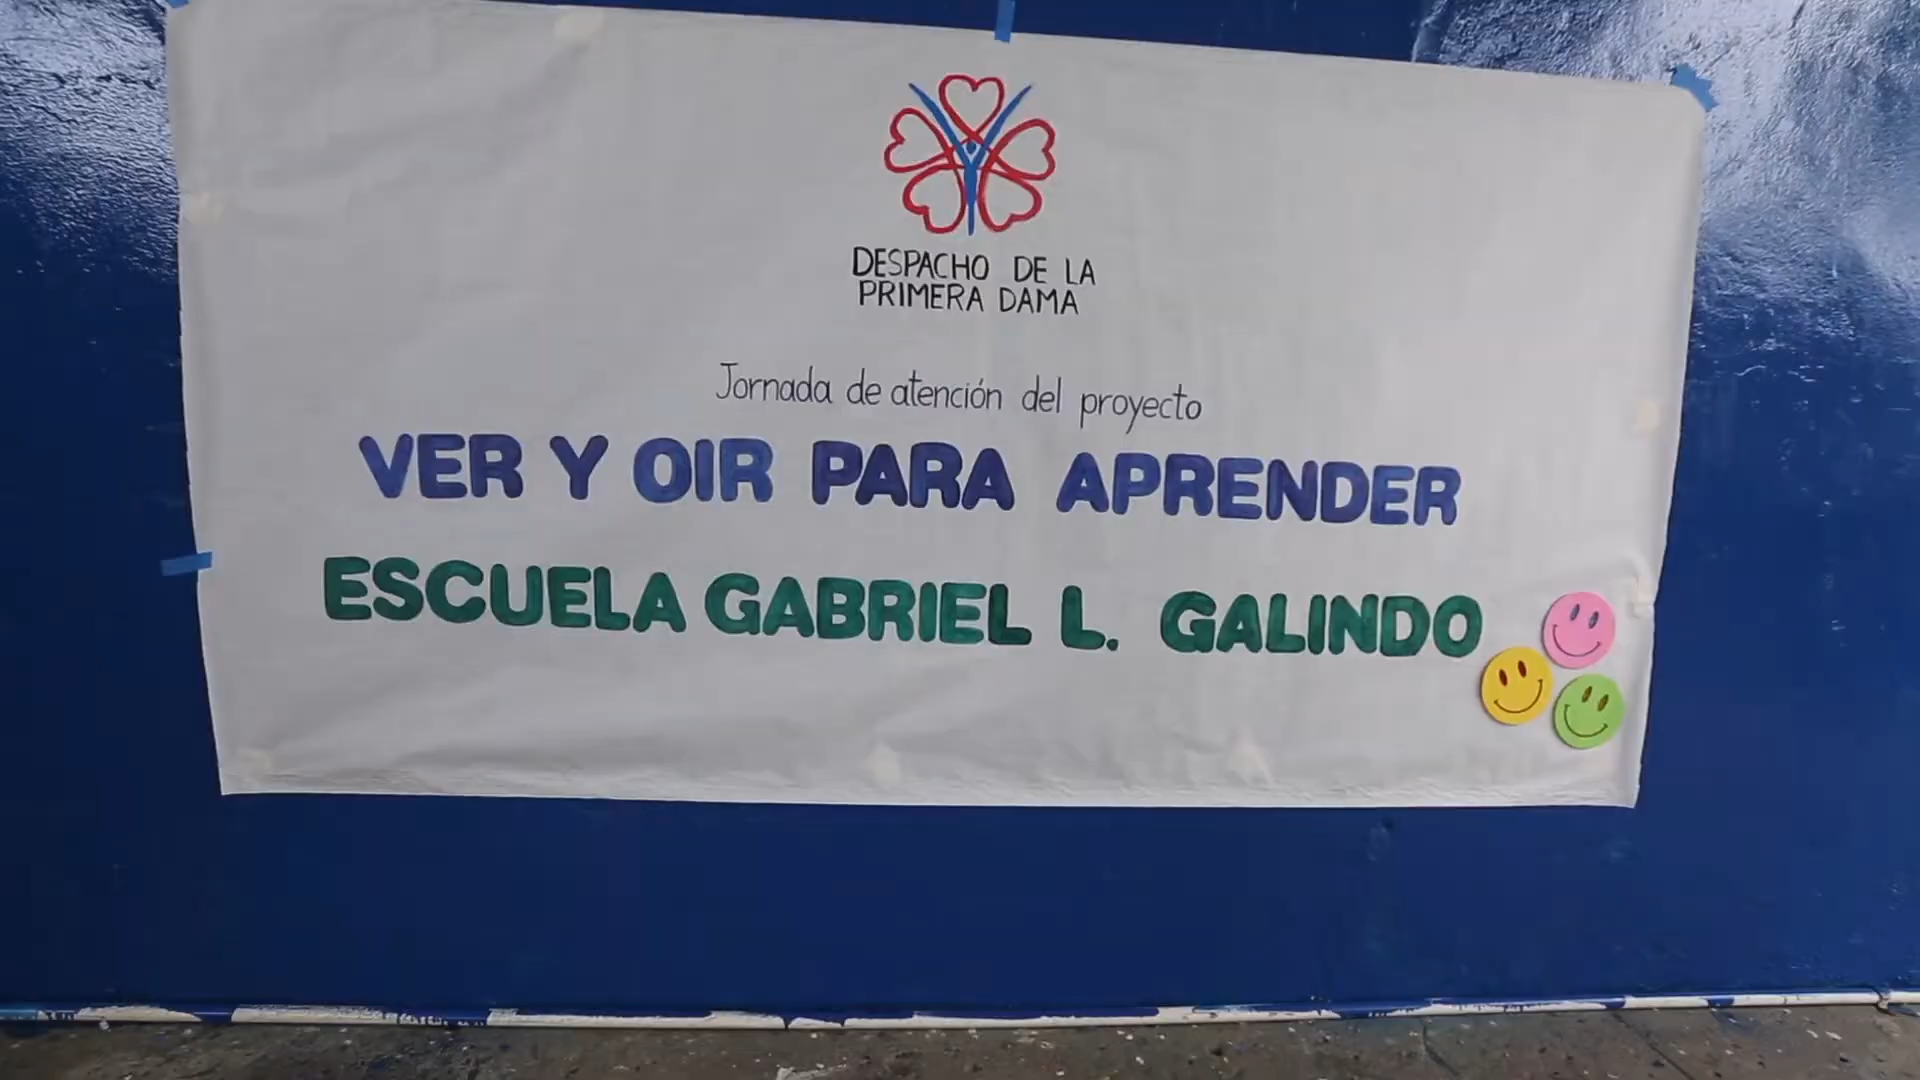 DESPACHO DE LA
PRIMERA DAMA
Jornada de atención del proyecto
VER Y OIR PARA APRENDER
ESCUELA GABRIEL L. GALINDO